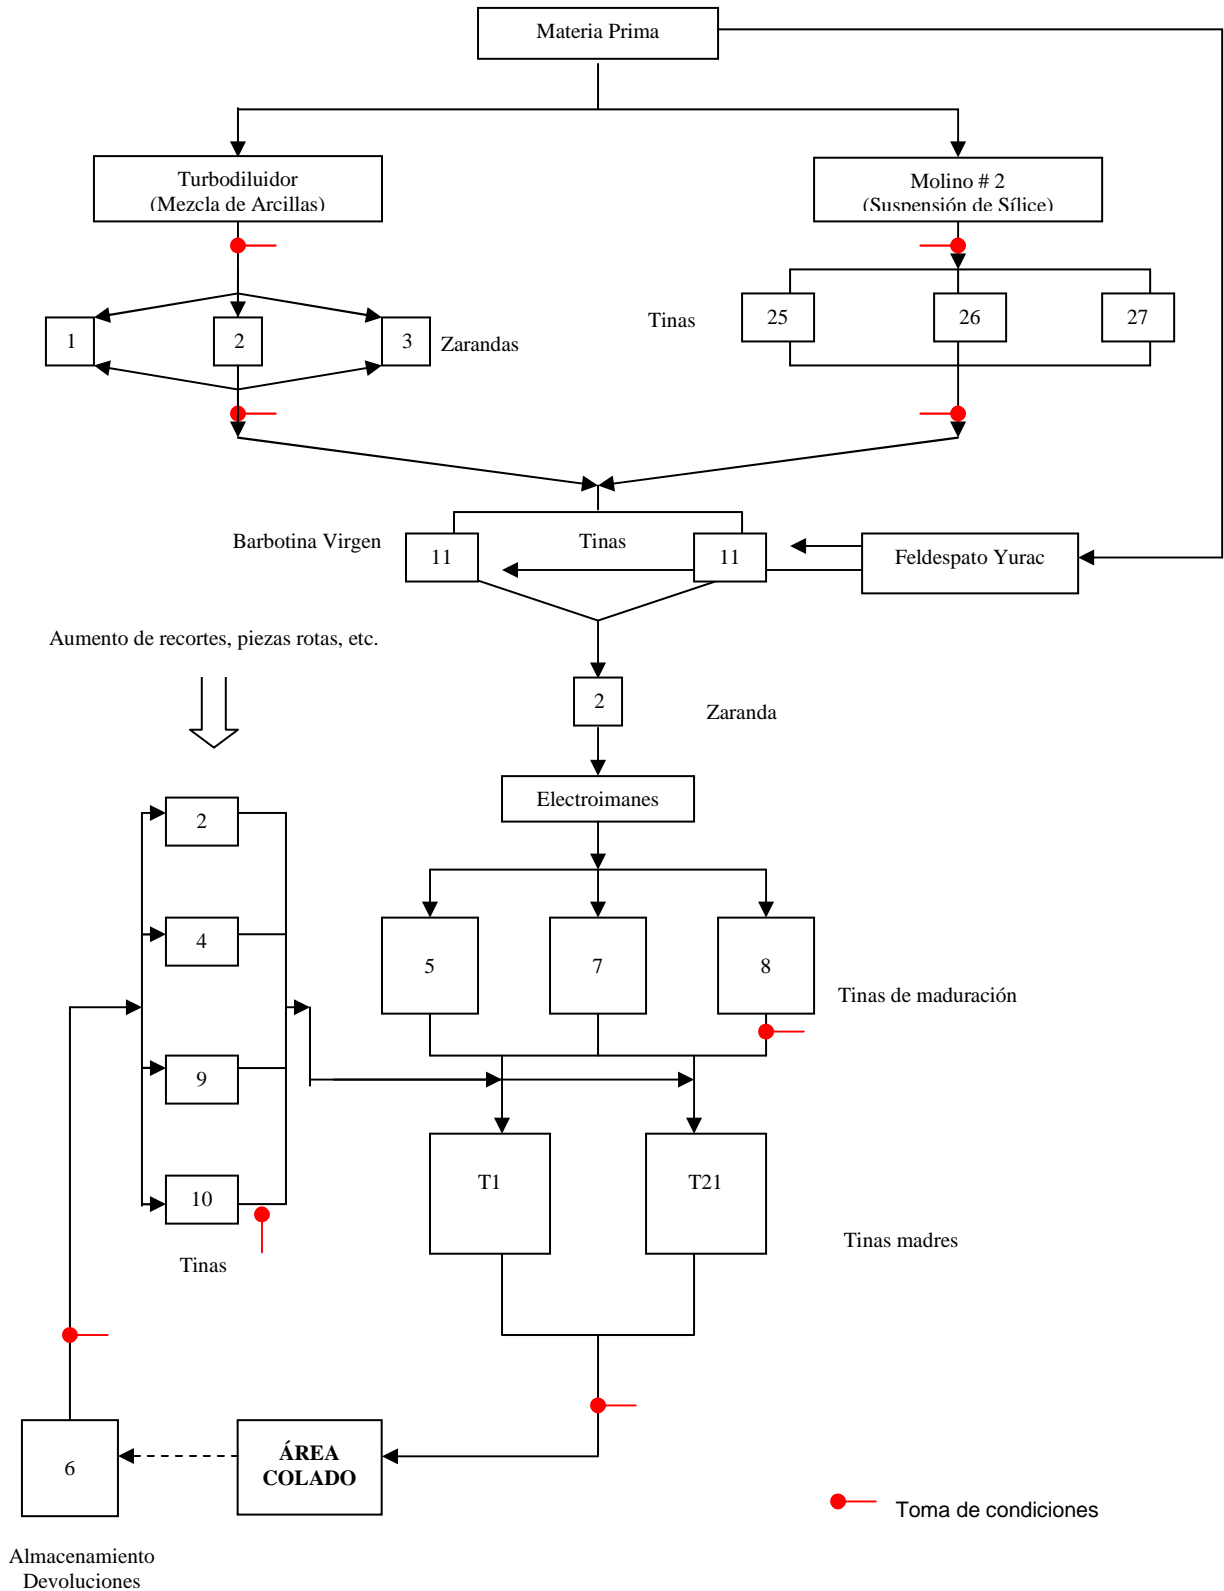 Materia Prima
Turbodiluidor
(Mezcla de Arcillas)
Molino # 2
(Suspensión de Sílice)
1
2
3
Zarandas
Tinas
25
26
27
Barbotina Virgen
11
Tinas
11
Feldespato Yurac
Aumento de recortes, piezas rotas, etc.
2
Zaranda
Electroimanes
2
4
9
10
Tinas
5
7
8
Tinas de maduración
T1
T21
Tinas madres
6
ÁREA
COLADO
Toma de condiciones
Almacenamiento
Devoluciones